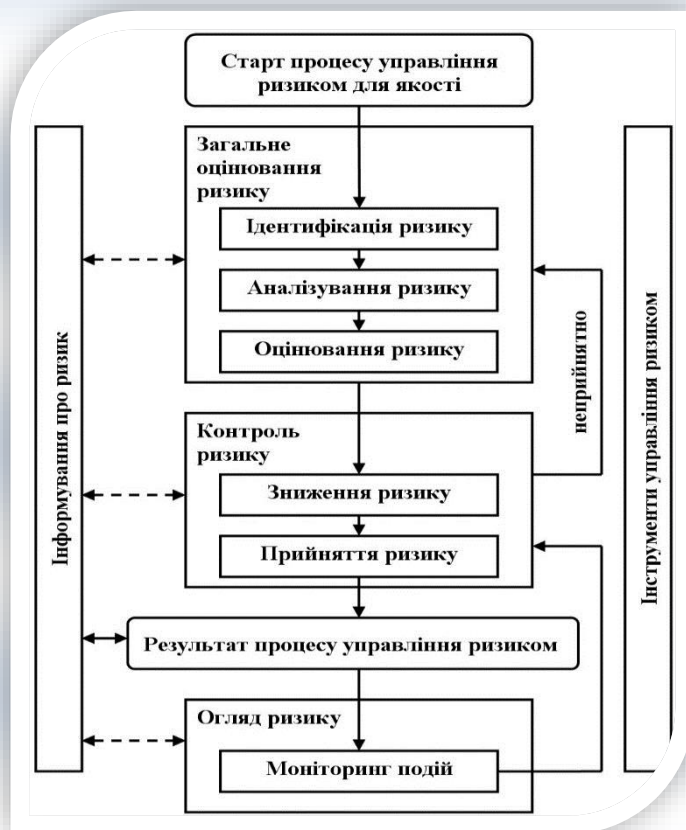 Старт процесу управління
ризиком для якості
Загальне
оцінювання
ризику
Ідентифікація ризику
Аналізування ризику
Оцінювання ризику
Контроль
ризику
Зниження ризику
Прийняття ризику
Результат процесу управління ризиком
Огляд ризику
Моніторинг подій
Інформування про ризик
неприйнятно
Інструменти управління ризиком